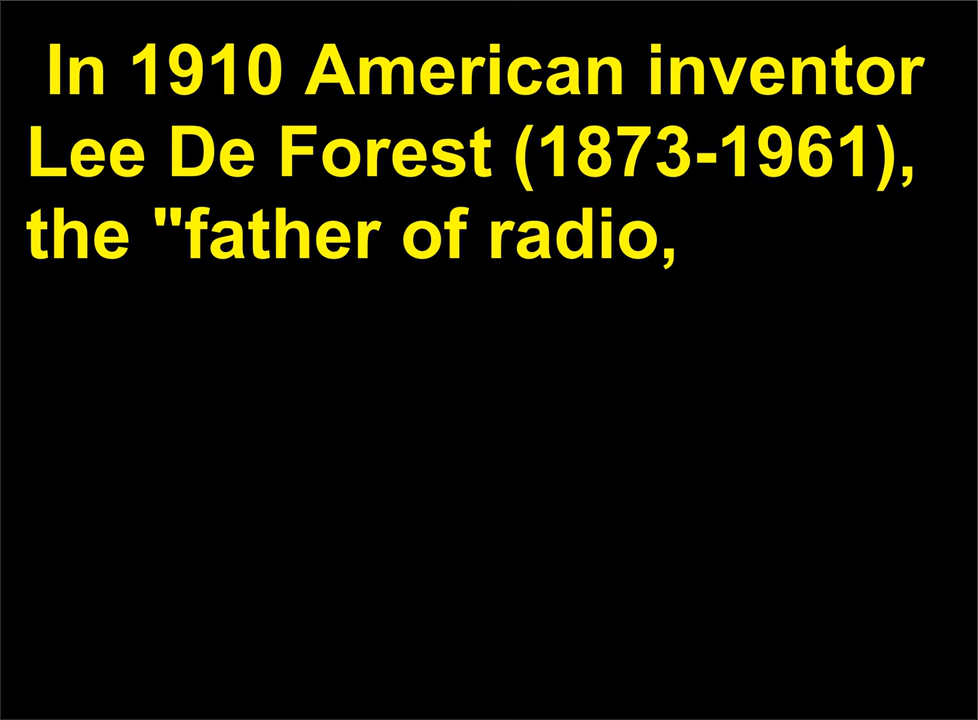 In 1910 American inventor
Lee De Forest (1873-1961),
the "father of radio,